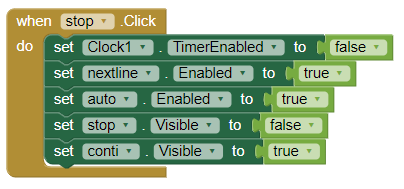 when stop .Click
do set Clock1 . TimerEnabled to false
set nextline . Enabled to true
set auto . Enabled to true
set stop . Visible to false
set conti . Visible to true